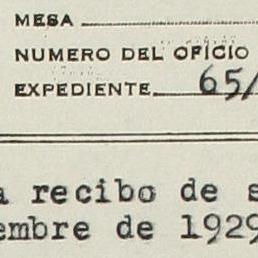 MESA
NUMERO DEL OFICIO
EXPEDIENTE 65/
a recibo de s
embre de 1929